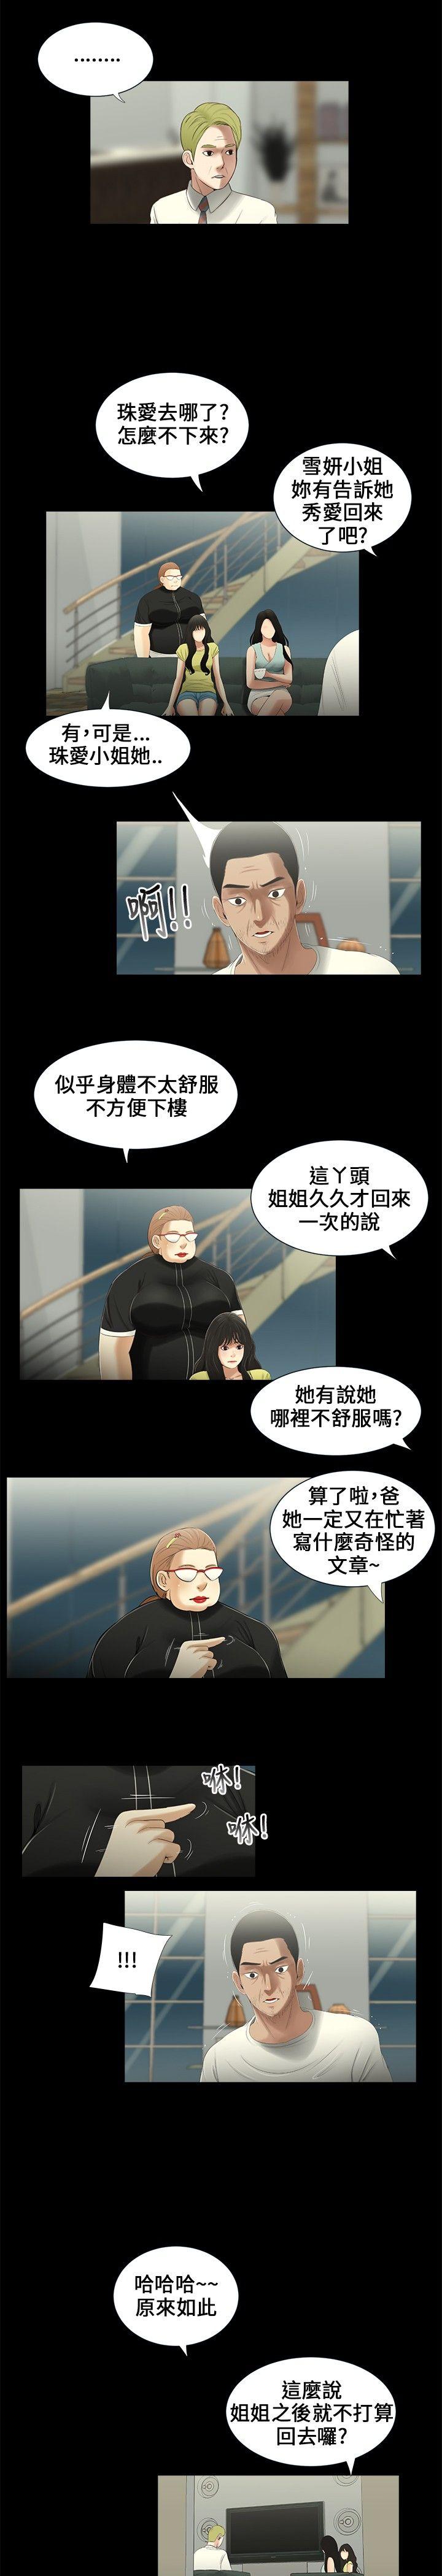 ........
珠愛去哪了?
怎麼不下來?
雪妍小姐
妳有告訴她
秀愛回來
了吧?
有,可是...
珠愛小姐她..
啊!!
似乎身體不太舒服
不方便下樓
這丫頭
姐姐久久才回來
一次的說
她有說她
哪裡不舒服嗎?
算了啦,爸
她一定又在忙著
寫什麼奇怪的
文章~
咻!
咻!
!!!
哈哈哈~~
原來如此
這麼說
姐姐之後就不打算
回去囉?